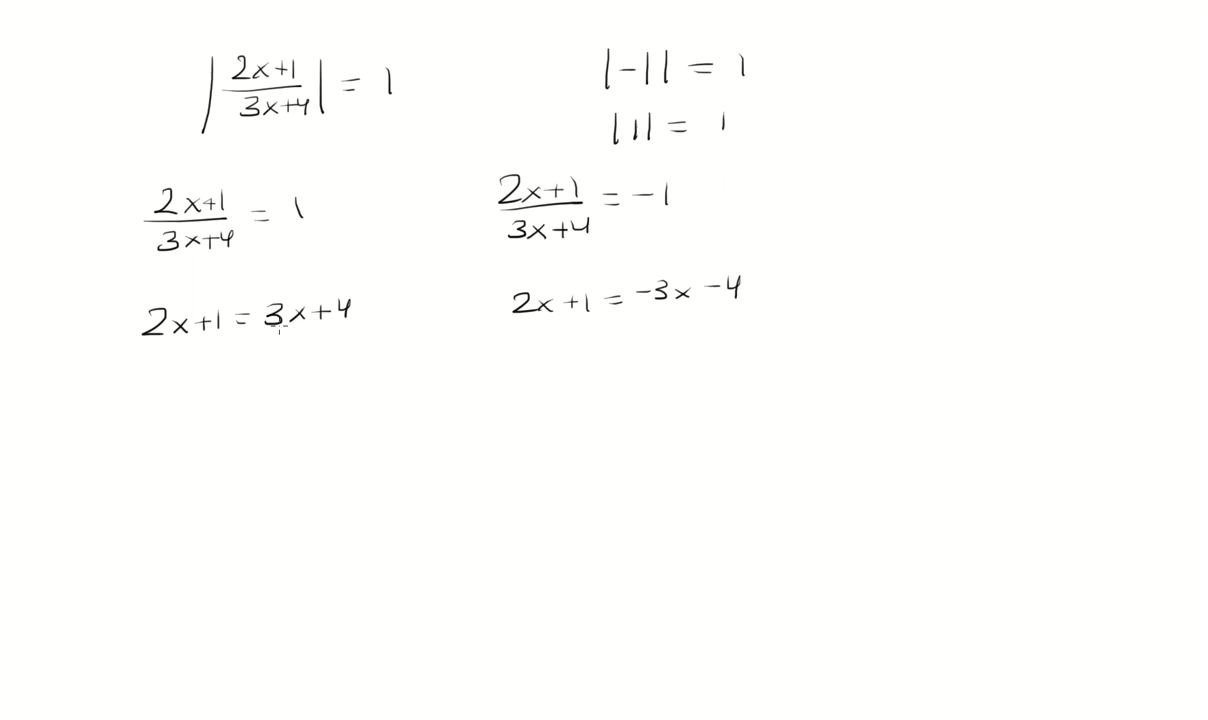 |2x+1/3x+4| = 1
|-1| = 1
|1| = 1
2x+1/3x+4 = 1
2x+1/3x+4 = -1
2x+1 = 3x+4
2x+1 = -3x-4